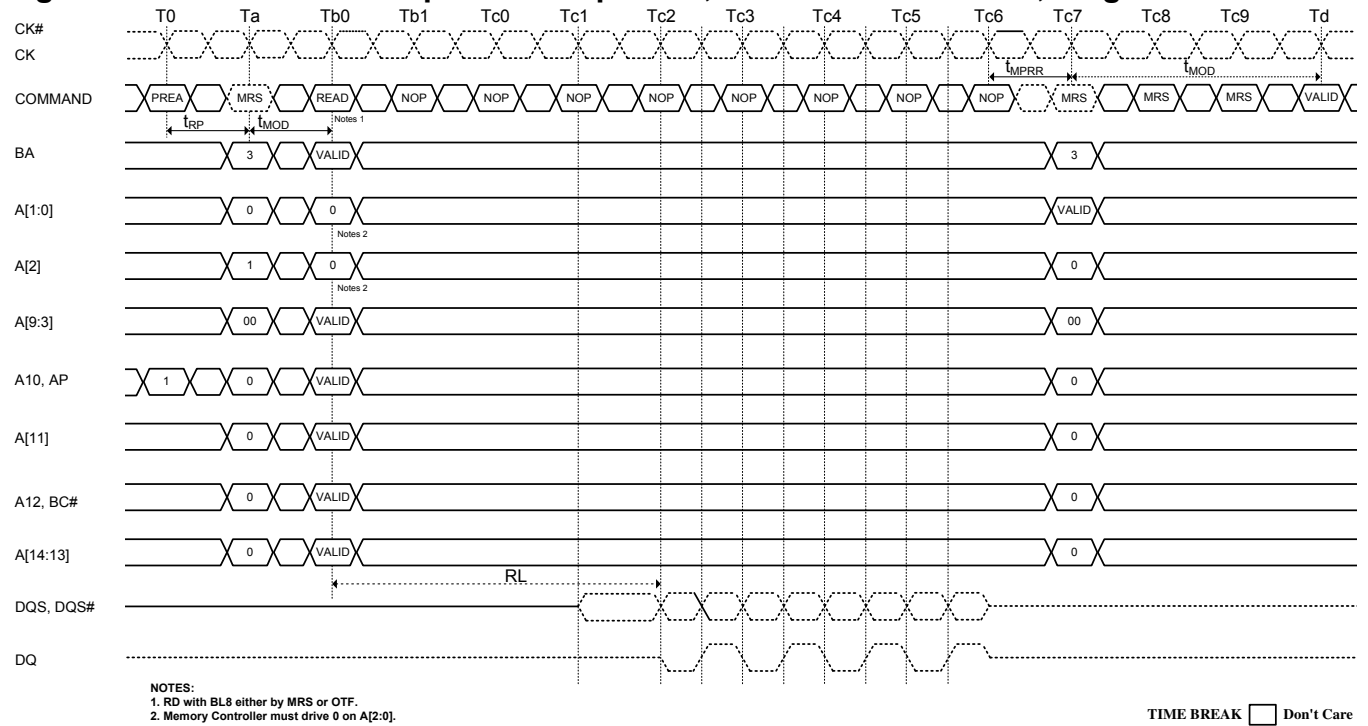 T0 Ta Tb0 Tb1 Tc0 Tc1 Tc2 Tc3 Tc4 Tc5 Tc6 Tc7 Tc8 Tc9 Td
CK#
CK
tMPRR tMOD
COMMAND PREA MRS READ NOP NOP NOP NOP NOP NOP NOP NOP MRS MRS MRS VALID
tRP tMOD Notes 1
BA 3 VALID 3
A[1:0] 0 0 VALID
Notes 2
A[2] 1 0 0
Notes 2
A[9:3] 00 VALID 00
A10, AP 1 0 VALID 0
A[11] 0 VALID 0
A12, BC# 0 VALID 0
A[14:13] 0 VALID 0
RL
DQS, DQS#
DQ
NOTES:
1. RD with BL8 either by MRS or OTF.
2. Memory Controller must drive 0 on A[2:0].
TIME BREAK Don't Care